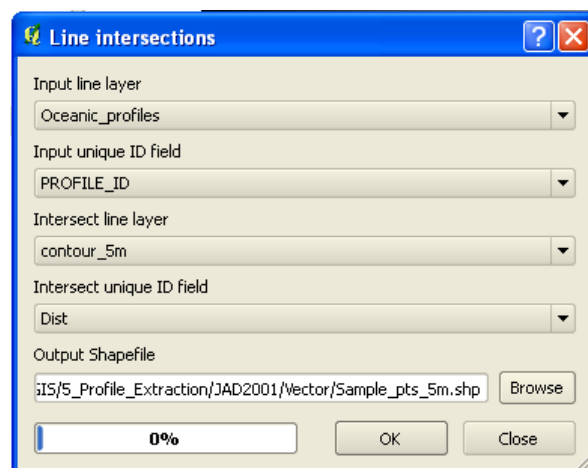 Line intersections
Input line layer
Oceanic_profiles
Input unique ID field
PROFILE_ID
Intersect line layer
contour_5m
Intersect unique ID field
Dist
Output Shapefile
GIS/5_Profile_Extraction/JAD2001/Vector/Sample_pts_5m.shp Browse
0% OK Close